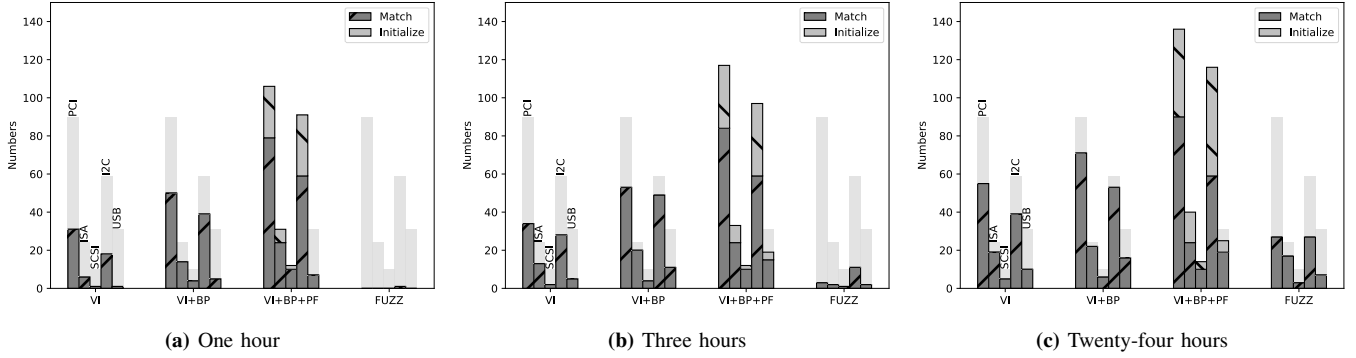 140
120
100
80
60
40
20
0
Numbers
Match
Initialize
PCI
ISA
SCSI
I2C
USB
VI
VI+BP
VI+BP+PF
FUZZ
(a) One hour
140
120
100
80
60
40
20
0
Numbers
Match
Initialize
PCI
ISA
SCSI
I2C
USB
VI
VI+BP
VI+BP+PF
FUZZ
(b) Three hours
140
120
100
80
60
40
20
0
Numbers
Match
Initialize
PCI
ISA
SCSI
I2C
USB
VI
VI+BP
VI+BP+PF
FUZZ
(c) Twenty-four hours